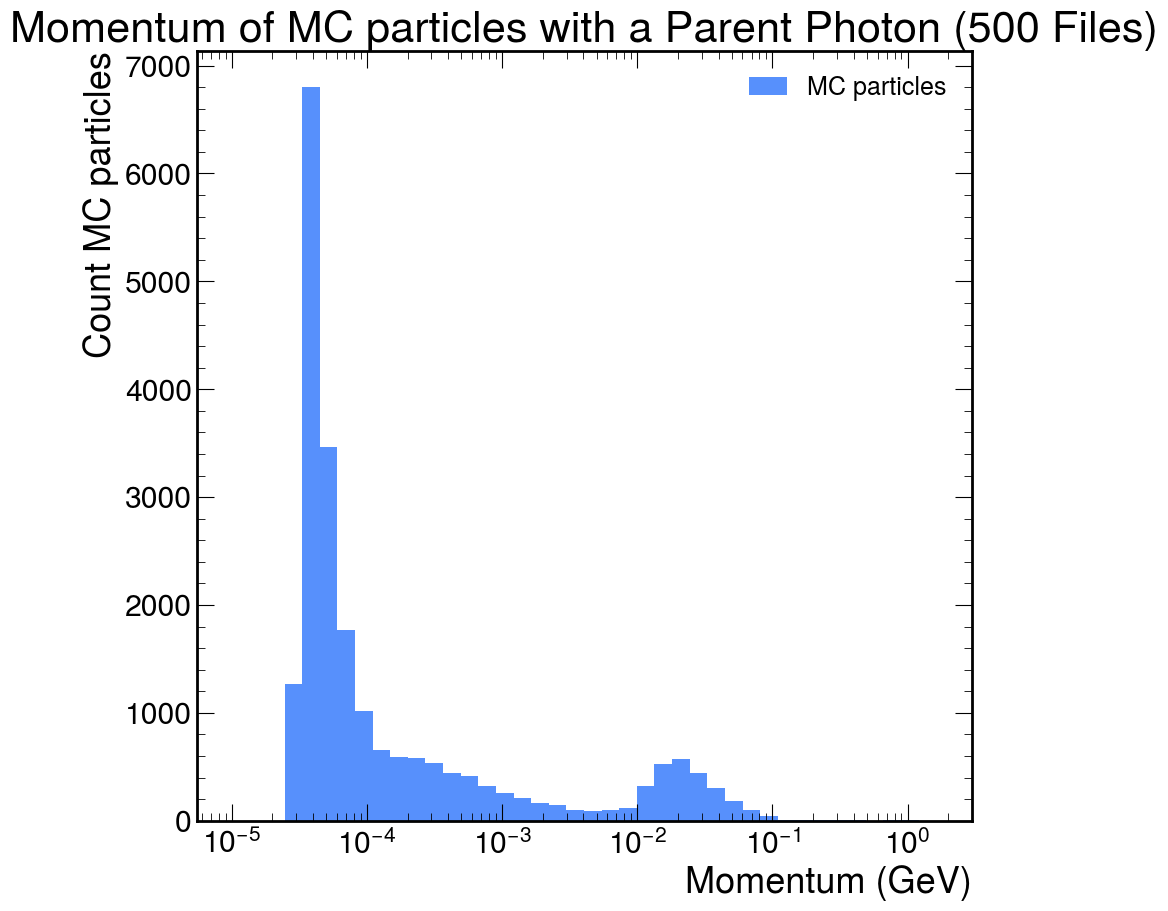 Momentum of MC particles with a Parent Photon (500 Files)
Count MC particles
MC particles
7000
6000
5000
4000
3000
2000
1000
0
10⁻⁵ 10⁻⁴ 10⁻³ 10⁻² 10⁻¹ 10⁰
Momentum (GeV)